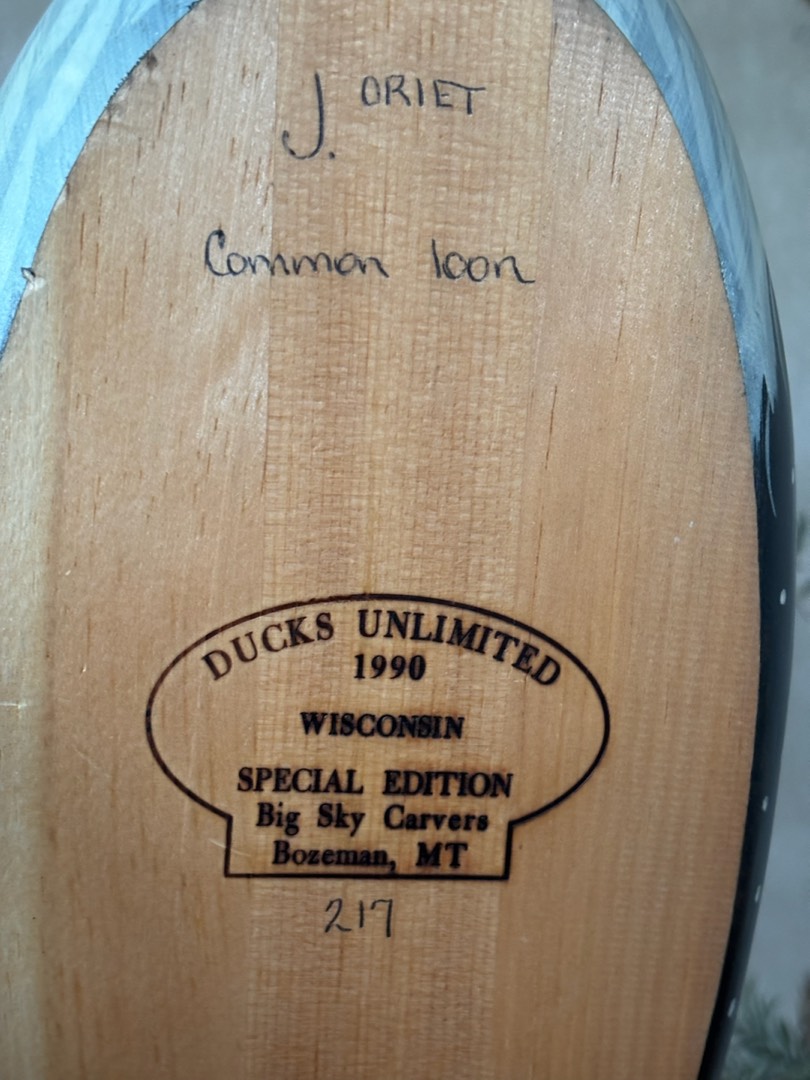 J. ORIET
Common loon
DUCKS UNLIMITED
1990
WISCONSIN
SPECIAL EDITION
Big Sky Carvers
Bozeman, MT
217